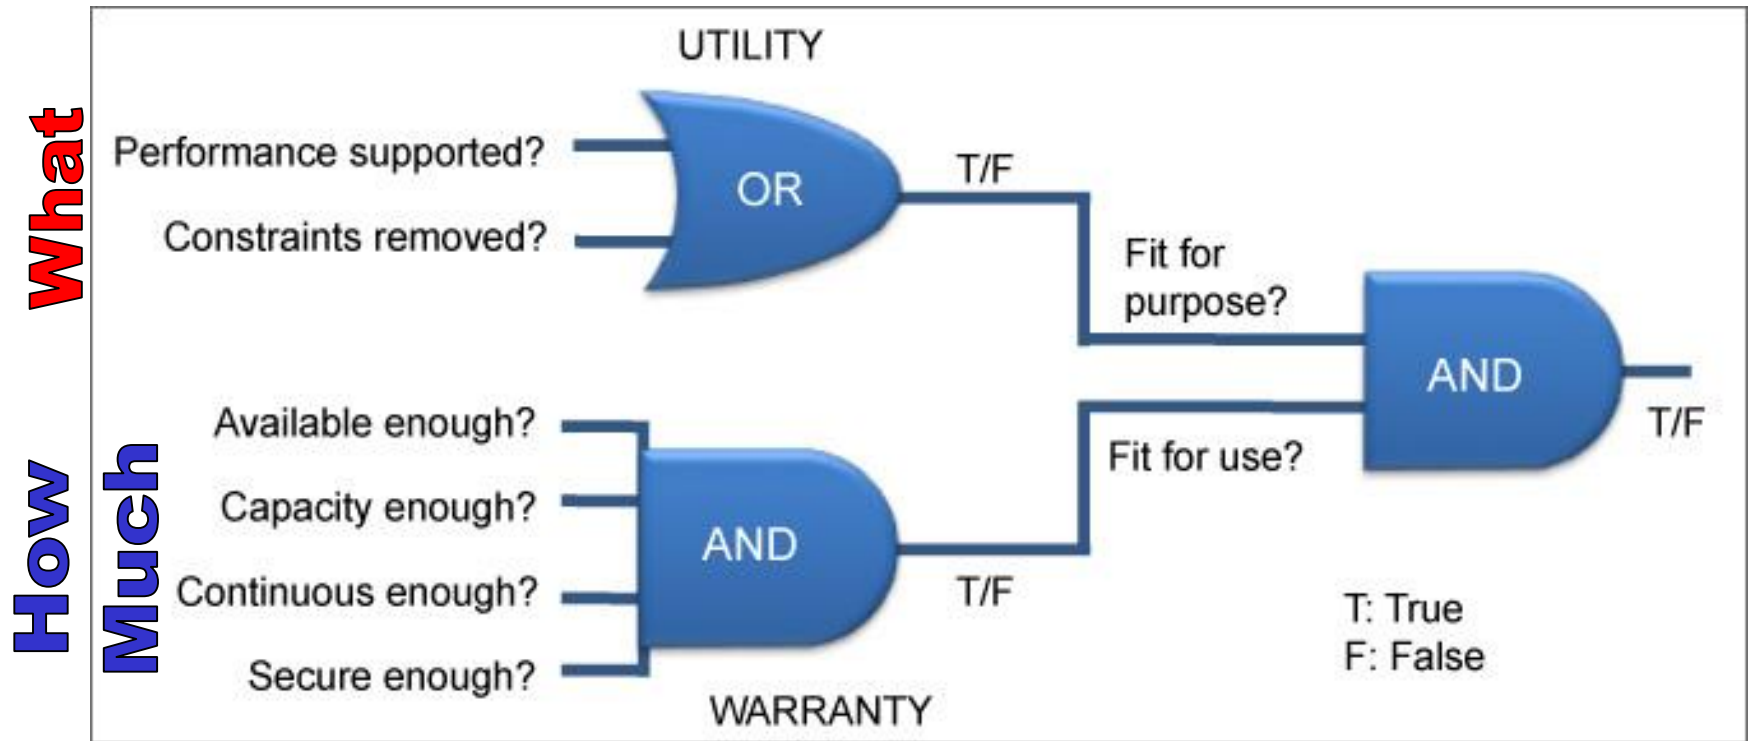 What
UTILITY
Performance supported?
Constraints removed?
OR
T/F
Fit for
purpose?
How
Much
Available enough?
Capacity enough?
Continuous enough?
Secure enough?
AND
T/F
WARRANTY
Fit for use?
AND
T/F
T: True
F: False